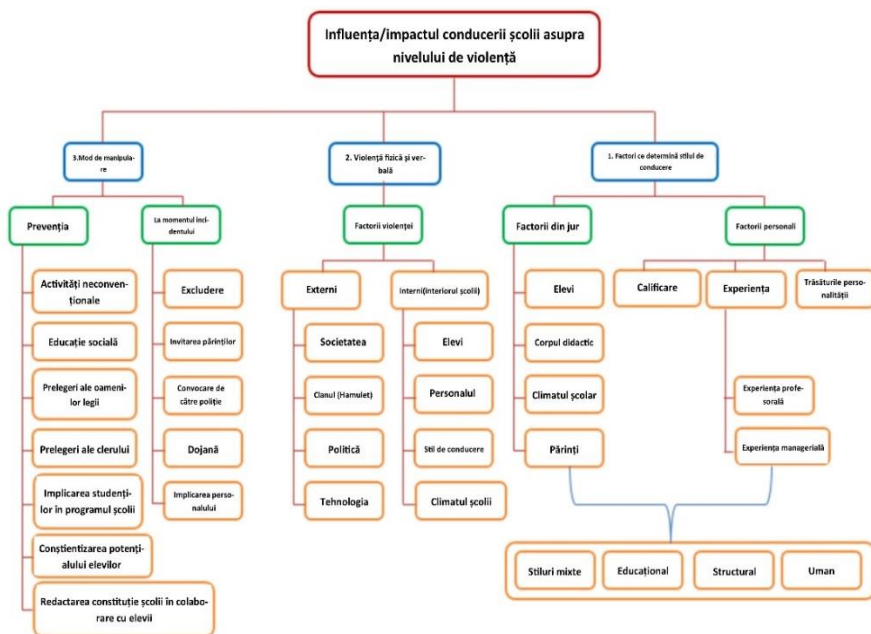 Influența/impactul conducerii școlii asupra
nivelului de violență
3.Mod de manipula-
re
2. Violență fizică și ver-
bală
1. Factori ce determină stilul de
conducere
Prevenția
La momentul inci-
dentului
Factorii violenței
Factorii din jur
Factorii personali
Activități neconven-
ționale
Educație socială
Prelegeri ale oameni-
lor legii
Prelegeri ale clerului
Implicarea studenți-
lor în programul școlii
Conștientizarea potenți-
alului elevilor
Redactarea constituție școlii în colabo-
rare cu elevii
Excludere
Invitarea părinților
Convocare de
către poliție
Dojană
Implicarea perso-
nalului
Externi
Societatea
Clanul (Hamulet)
Politică
Tehnologia
Interni(interiorul școlii)
Elevi
Personalul
Stil de conducere
Climatul școlii
Elevi
Corpul didactic
Climatul școlar
Părinți
Calificare
Experiența
Trăsăturile perso-
nalității
Experiența profe-
sorală
Experiența managerială
Stiluri mixte
Educațional
Structural
Uman